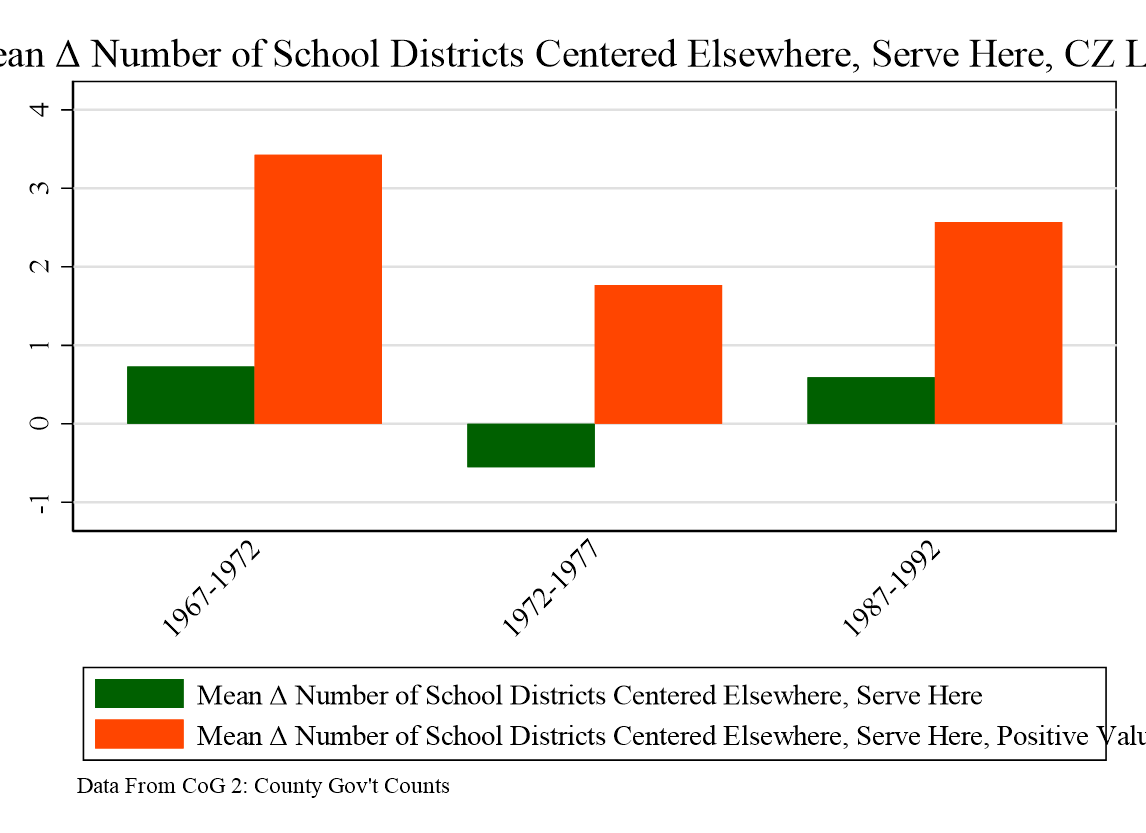 ean Δ Number of School Districts Centered Elsewhere, Serve Here, CZ L
4
3
2
1
0
-1
1967-1972
1972-1977
1987-1992
Mean Δ Number of School Districts Centered Elsewhere, Serve Here
Mean Δ Number of School Districts Centered Elsewhere, Serve Here, Positive Valu
Data From CoG 2: County Gov't Counts